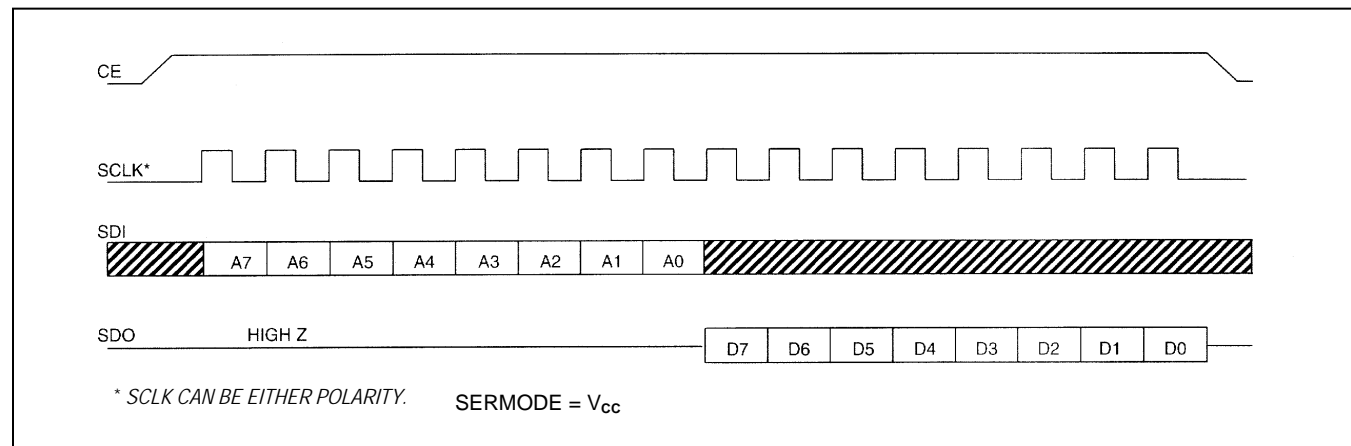 CE
SCLK*
SDI
A7 A6 A5 A4 A3 A2 A1 A0
SDO HIGH Z
D7 D6 D5 D4 D3 D2 D1 D0
* SCLK CAN BE EITHER POLARITY. SERMODE = Vcc